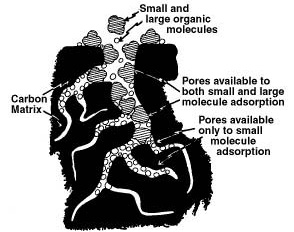 Small and
large organic
molecules
Pores available to
both small and large
molecule adsorption
Carbon
Matrix
Pores available
only to small
molecule
adsorption